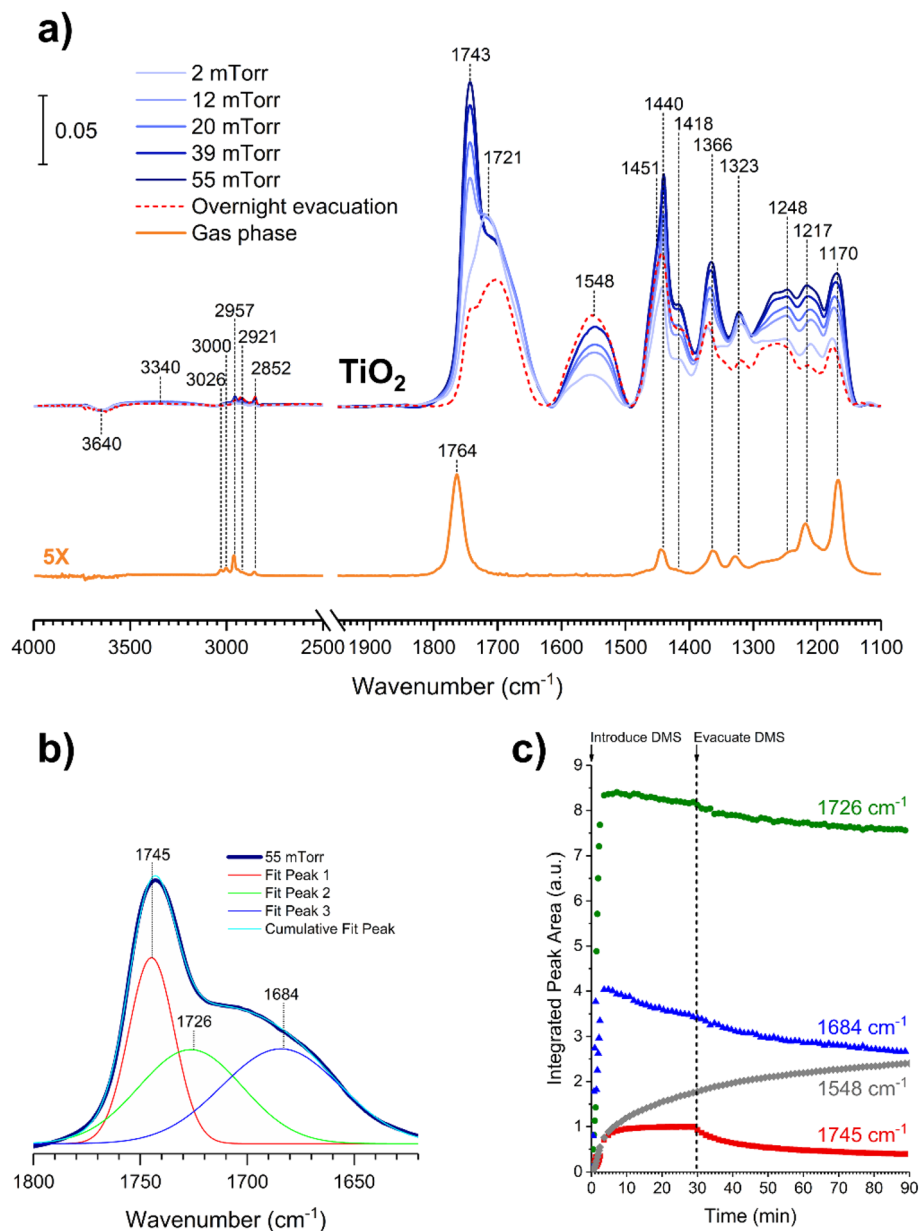 a)
2 mTorr
12 mTorr
20 mTorr
39 mTorr
55 mTorr
Overnight evacuation
Gas phase
0.05
1743
1721
1548
1451
1440
1418
1366
1323
1248
1217
1170
3640
3340
3026
3000
2957
2921
2852
TiO₂
1764
5X
4000 3500 3000 2500 1900 1800 1700 1600 1500 1400 1300 1200 1100
Wavenumber (cm⁻¹)
b)
1745
1726
1684
55 mTorr
Fit Peak 1
Fit Peak 2
Fit Peak 3
Cumulative Fit Peak
1800 1750 1700 1650
Wavenumber (cm⁻¹)
c)
Introduce DMS
Evacuate DMS
9
8
7
6
5
4
3
2
1
0
Integrated Peak Area (a.u.)
1726 cm⁻¹
1684 cm⁻¹
1548 cm⁻¹
1745 cm⁻¹
0 10 20 30 40 50 60 70 80 90
Time (min)